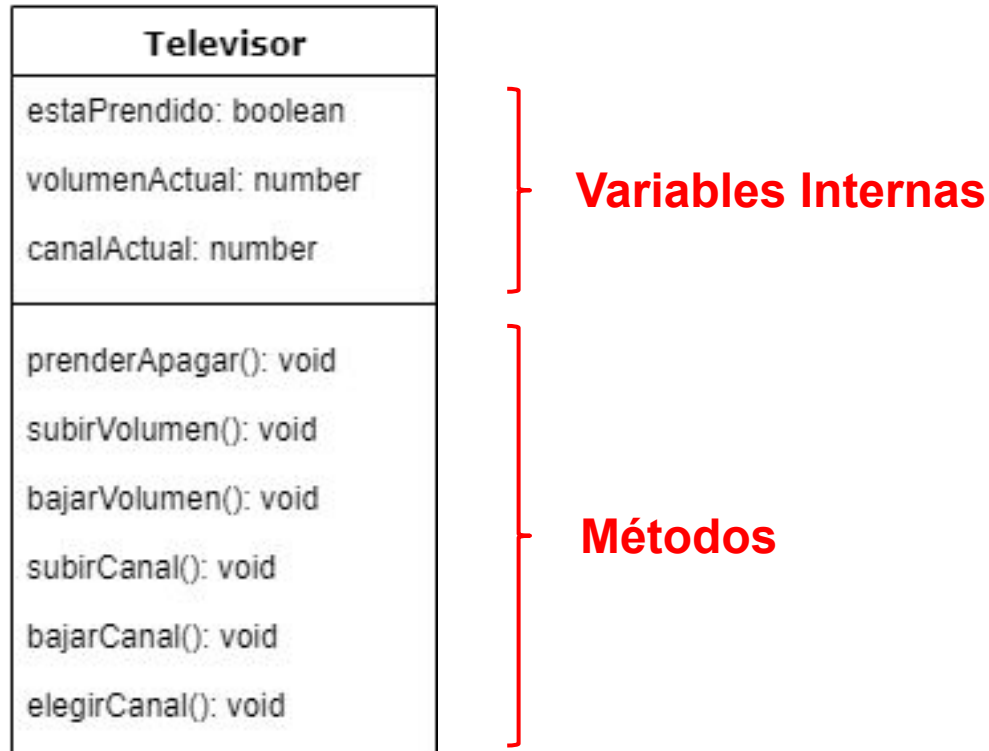 Televisor
estaPrendido: boolean
volumenActual: number
canalActual: number
Variables Internas
prenderApagar(): void
subirVolumen(): void
bajarVolumen(): void
subirCanal(): void
bajarCanal(): void
elegirCanal(): void
Métodos